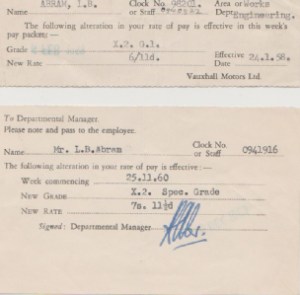 ABRAM, L.B. Clock No. 98201. Area or Works
Name or Staff Dept. Engineering.
The following alteration in your rate of pay is effective in this week's
pay packet:—
Grade X.2. G.1. Effective
New Rate 6/11d. Date 24.1.58.
Vauxhall Motors Ltd.
To Departmental Manager.
Please note and pass to the employee.
Clock No.
Name Mr. L.B.Abram or Staff 0941916
The following alteration in rate of pay is effective:—
Week commencing 25.11.60
New Grade X.2. Spec. Grade
New Rate 7s. 11½d
Signed: Departmental Manager